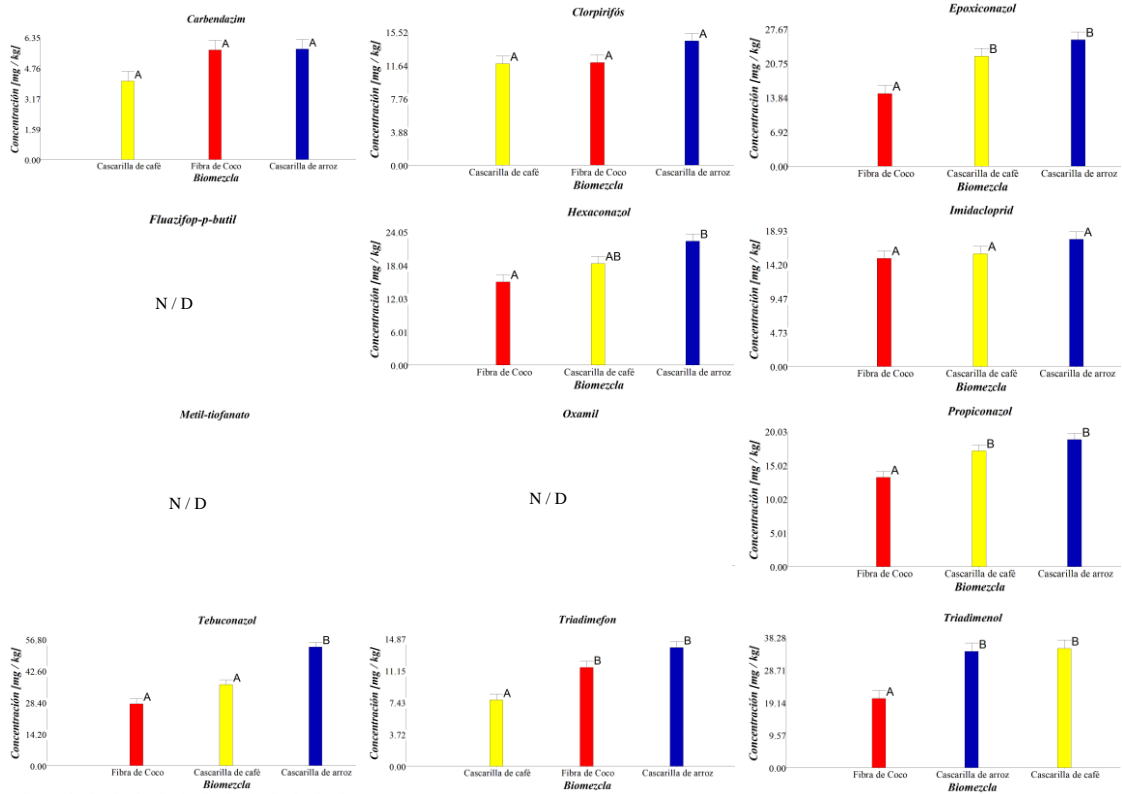 Carbendazim
Concentración [mg / kg]
6.35
4.76
3.17
1.59
0.00
A
A
A
Cascarilla de café
Fibra de Coco
Cascarilla de arroz
Biomezcla
Clorpirifós
Concentración [mg / kg]
15.52
11.64
7.76
3.88
0.00
A
A
A
Cascarilla de café
Fibra de Coco
Cascarilla de arroz
Biomezcla
Epoxiconazol
Concentración [mg / kg]
27.67
20.75
13.84
6.92
0.00
A
B
B
Fibra de Coco
Cascarilla de café
Cascarilla de arroz
Biomezcla
Fluazifop-p-butil
N / D
Hexaconazol
Concentración [mg / kg]
24.05
18.04
12.03
6.01
0.00
A
AB
B
Fibra de Coco
Cascarilla de café
Cascarilla de arroz
Biomezcla
Imidacloprid
Concentración [mg / kg]
18.93
14.20
9.47
4.73
0.00
A
A
A
Fibra de Coco
Cascarilla de café
Cascarilla de arroz
Biomezcla
Metil-tiofanato
N / D
Oxamil
N / D
Propiconazol
Concentración [mg / kg]
20.03
15.02
10.02
5.01
0.00
A
B
B
Fibra de Coco
Cascarilla de café
Cascarilla de arroz
Biomezcla
Tebuconazol
Concentración [mg / kg]
56.80
42.60
28.40
14.20
0.00
A
A
B
Fibra de Coco
Cascarilla de café
Cascarilla de arroz
Biomezcla
Triadimefon
Concentración [mg / kg]
14.87
11.15
7.43
3.72
0.00
A
B
B
Cascarilla de café
Fibra de Coco
Cascarilla de arroz
Biomezcla
Triadimenol
Concentración [mg / kg]
38.28
28.71
19.14
9.57
0.00
A
B
B
Fibra de Coco
Cascarilla de arroz
Cascarilla de café
Biomezcla